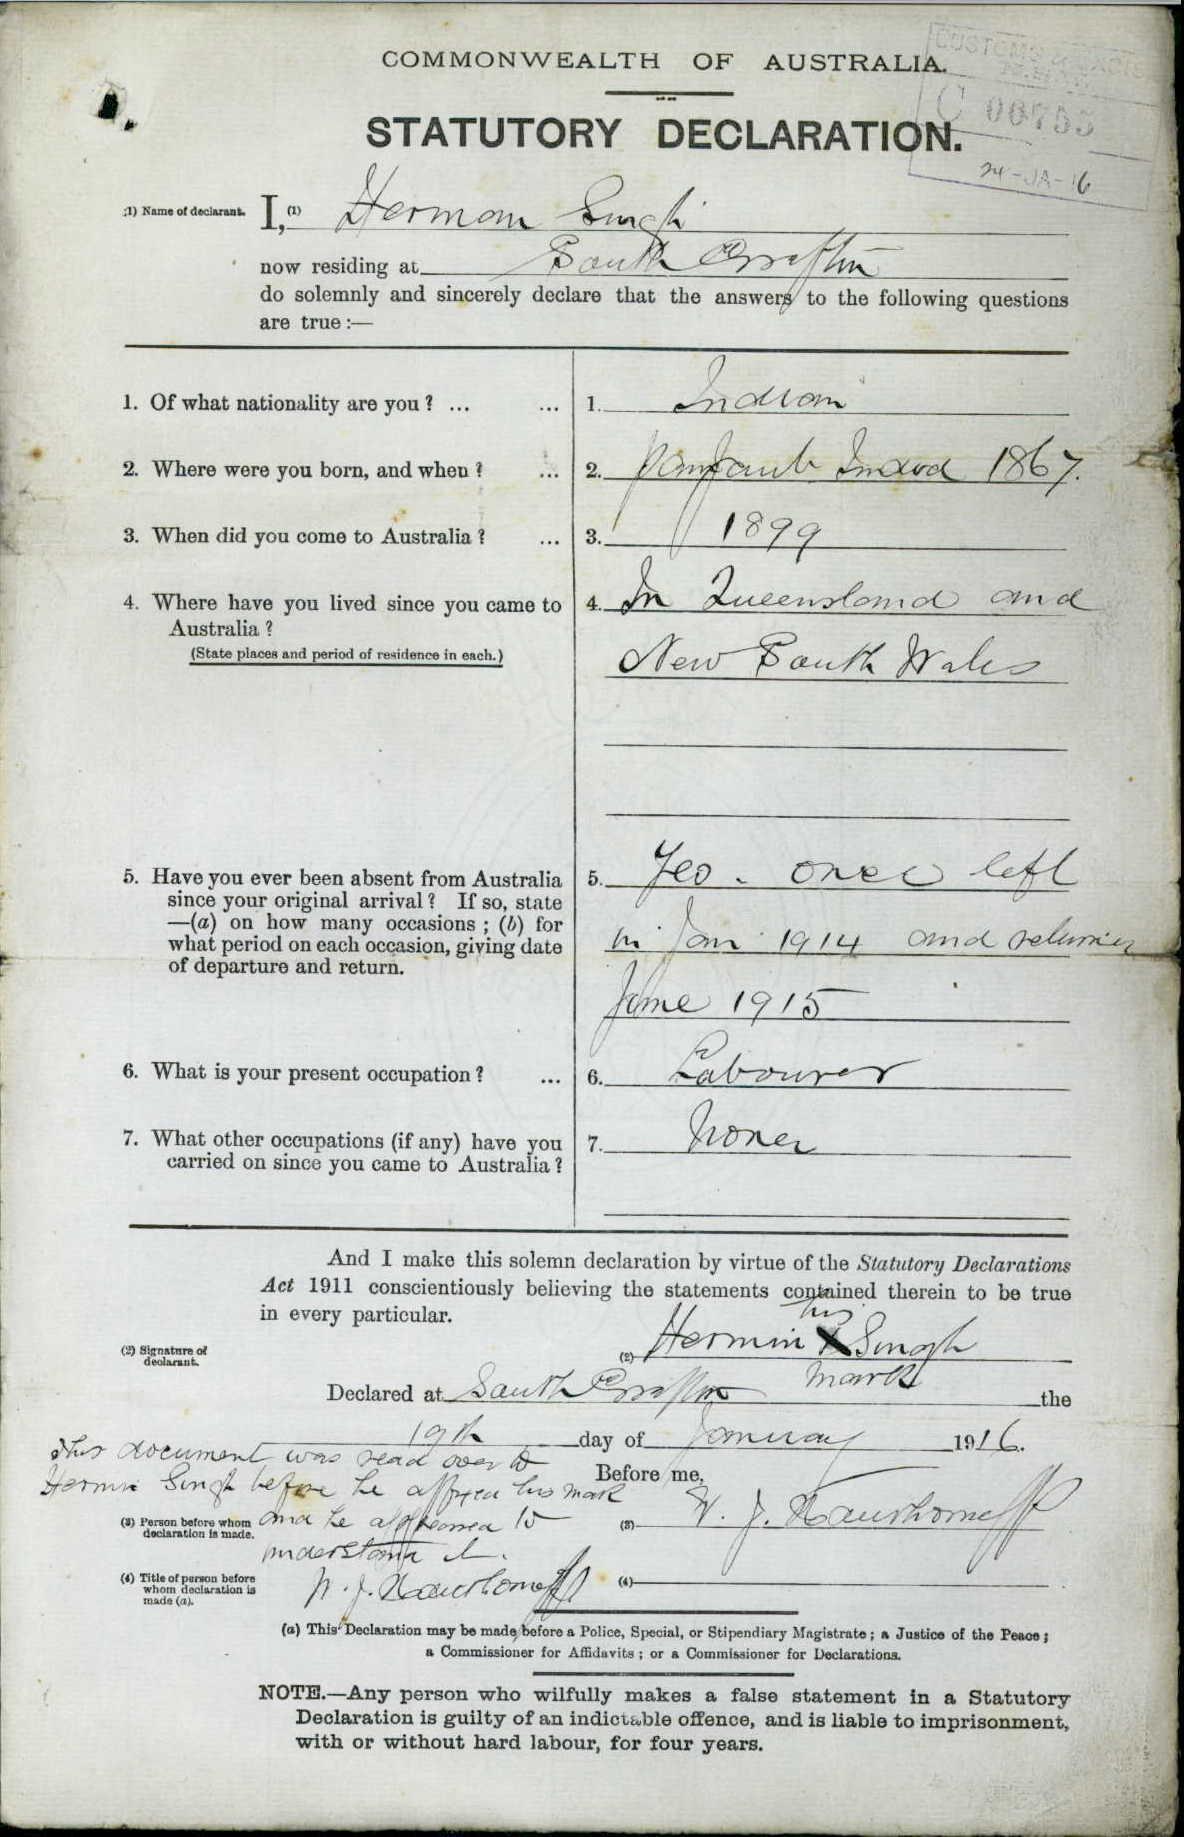 COMMONWEALTH OF AUSTRALIA.
STATUTORY DECLARATION.
CUSTOMS & EXCISE
C 00755
24-JA-16
(1) Name of declarant. I, (1) Herman Singh
now residing at South Grafton
do solemnly and sincerely declare that the answers to the following questions
are true :—
1. Of what nationality are you ? ... ... 1. Indian
2. Where were you born, and when ? ... 2. Punjaub India 1867.
3. When did you come to Australia ? ... 3. 1899
4. Where have you lived since you came to 4. In Queensland and
Australia ?
(State places and period of residence in each.) New South Wales
5. Have you ever been absent from Australia 5. Yes. once left
since your original arrival ? If so, state
—(a) on how many occasions ; (b) for
what period on each occasion, giving date in Jan 1914 and returned
of departure and return.
June 1915
6. What is your present occupation ? ... 6. Labourer
7. What other occupations (if any) have you 7. None
carried on since you came to Australia ?
And I make this solemn declaration by virtue of the Statutory Declarations
Act 1911 conscientiously believing the statements contained therein to be true
in every particular.
his
(2) Signature of declarant. (2) Hermin X Singh
mark
Declared at South Grafton the
19th day of January 1916.
This document was read over to
Before me,
Hermin Singh before he affixed his mark
(3) Person before whom declaration is made. and he appeared to (3) W. J. Hawthorne JP
understand it.
(4) Title of person before whom declaration is made (a). W. J. Hawthorne JP (4)
(a) This Declaration may be made before a Police, Special, or Stipendiary Magistrate ; a Justice of the Peace ;
a Commissioner for Affidavits ; or a Commissioner for Declarations.
NOTE.—Any person who wilfully makes a false statement in a Statutory
Declaration is guilty of an indictable offence, and is liable to imprisonment,
with or without hard labour, for four years.